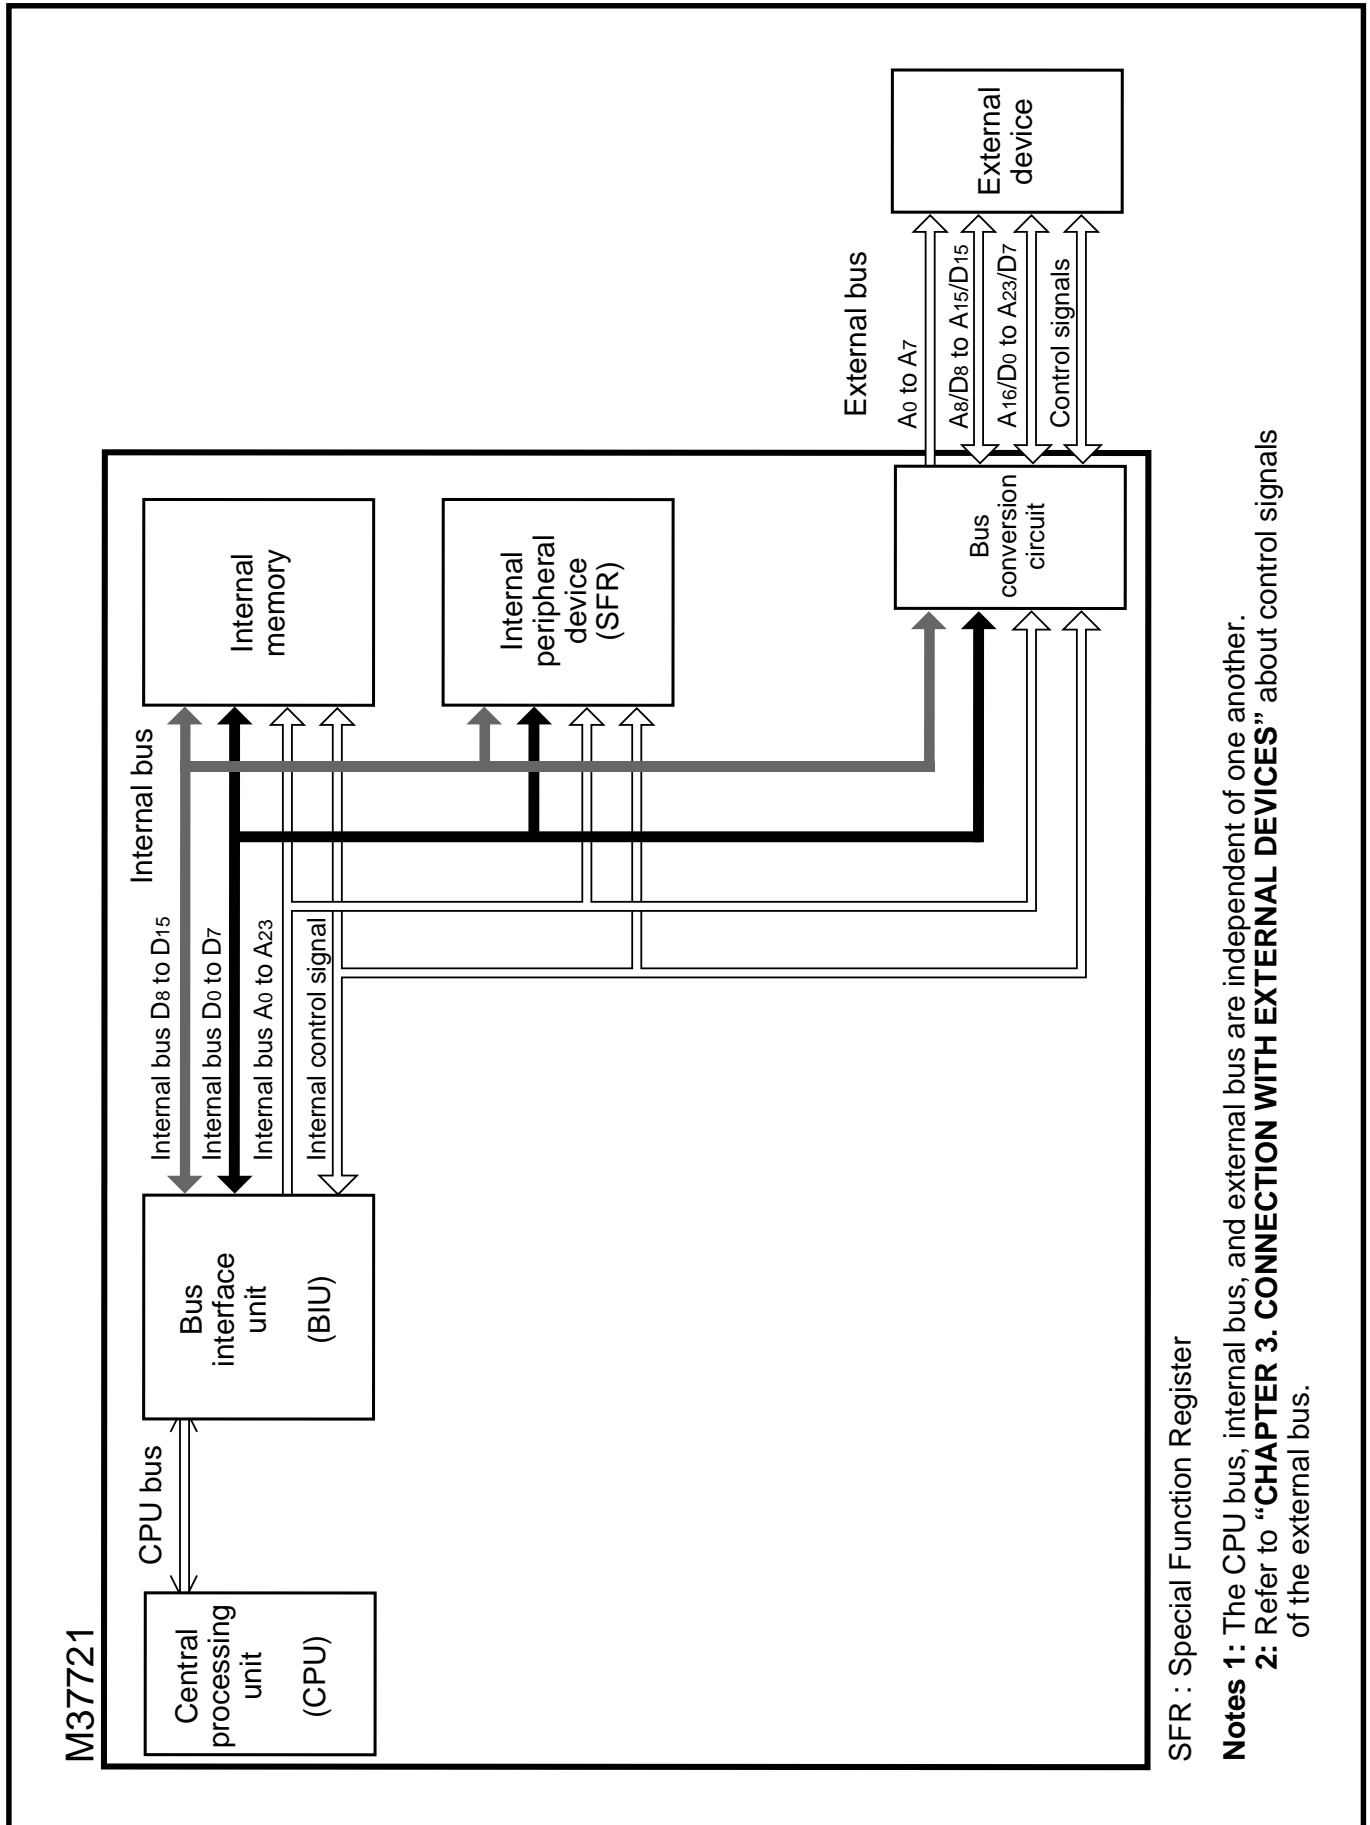 M37721
Central
processing
unit
(CPU)
CPU bus
Bus
interface
unit
(BIU)
Internal bus
Internal bus D8 to D15
Internal bus D0 to D7
Internal bus A0 to A23
Internal control signal
Internal
memory
Internal
peripheral
device
(SFR)
Bus
conversion
circuit
External bus
A0 to A7
A8/D8 to A15/D15
A16/D0 to A23/D7
Control signals
External
device
SFR : Special Function Register
Notes 1: The CPU bus, internal bus, and external bus are independent of one another.
2: Refer to “CHAPTER 3. CONNECTION WITH EXTERNAL DEVICES” about control signals
of the external bus.